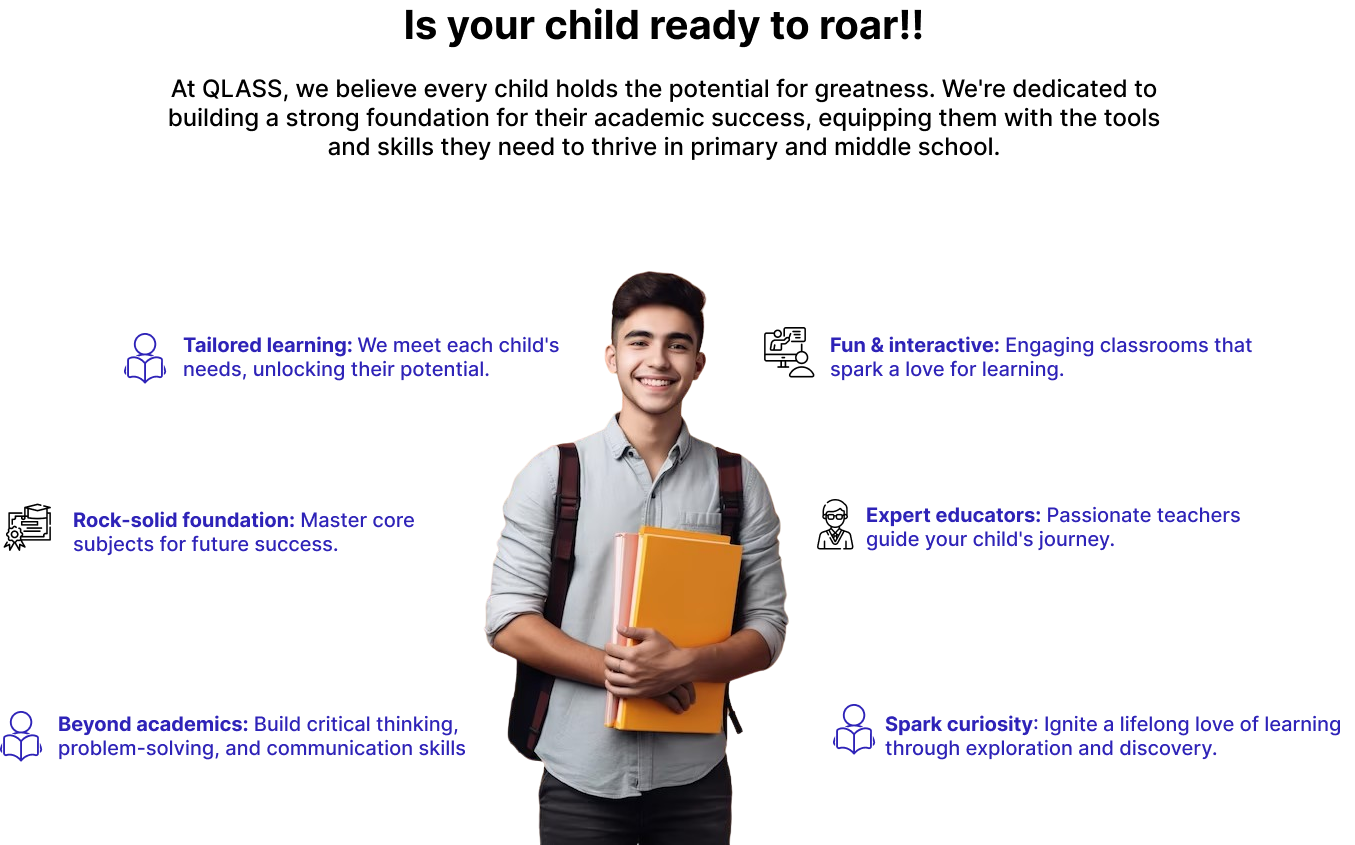 Is your child ready to roar!!
At QLASS, we believe every child holds the potential for greatness. We're dedicated to
building a strong foundation for their academic success, equipping them with the tools
and skills they need to thrive in primary and middle school.
Tailored learning: We meet each child's
needs, unlocking their potential.
Fun & interactive: Engaging classrooms that
spark a love for learning.
Rock-solid foundation: Master core
subjects for future success.
Expert educators: Passionate teachers
guide your child's journey.
Beyond academics: Build critical thinking,
problem-solving, and communication skills
Spark curiosity: Ignite a lifelong love of learning
through exploration and discovery.